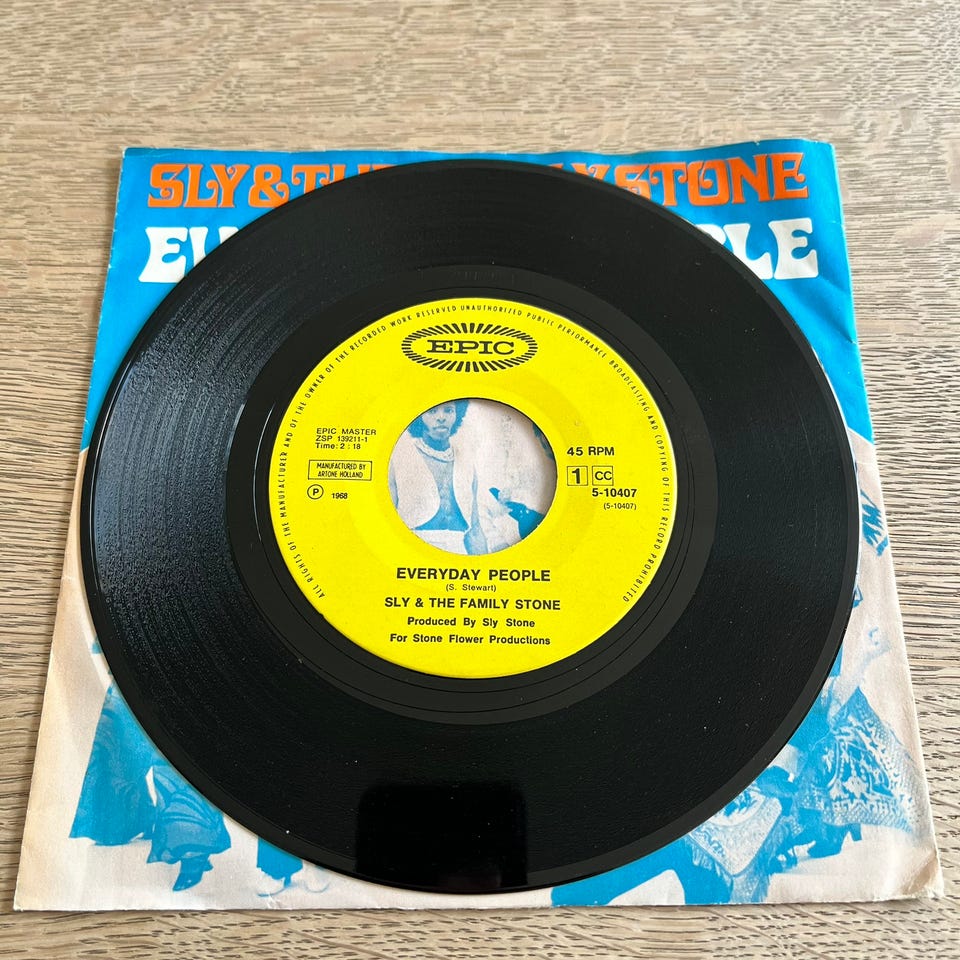 SLY & TH
Y STONE
E
PLE
ALL RIGHTS OF THE MANUFACTURER AND OF THE OWNER OF THE RECORDED WORK RESERVED UNAUTHORIZED PUBLIC PERFORMANCE BROADCASTING AND COPYING OF THIS RECORD PROHIBITED
EPIC
EPIC MASTER
ZSP 139211-1
Time: 2 : 18
MANUFACTURED BY
ARTONE HOLLAND
P 1968
45 RPM
1 CC
5-10407
(5-10407)
EVERYDAY PEOPLE
(S. Stewart)
SLY & THE FAMILY STONE
Produced By Sly Stone
For Stone Flower Productions